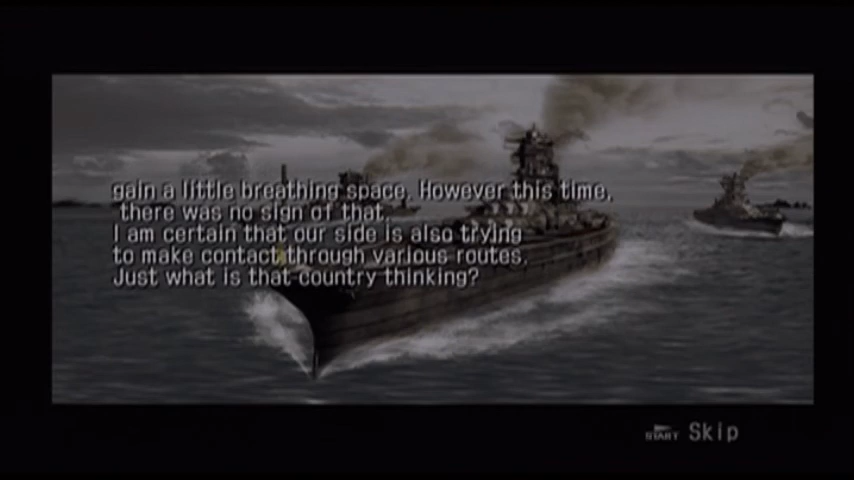 gain a little breathing space. However this time,
there was no sign of that.
I am certain that our side is also trying
to make contact through various routes.
Just what is that country thinking?
START Skip